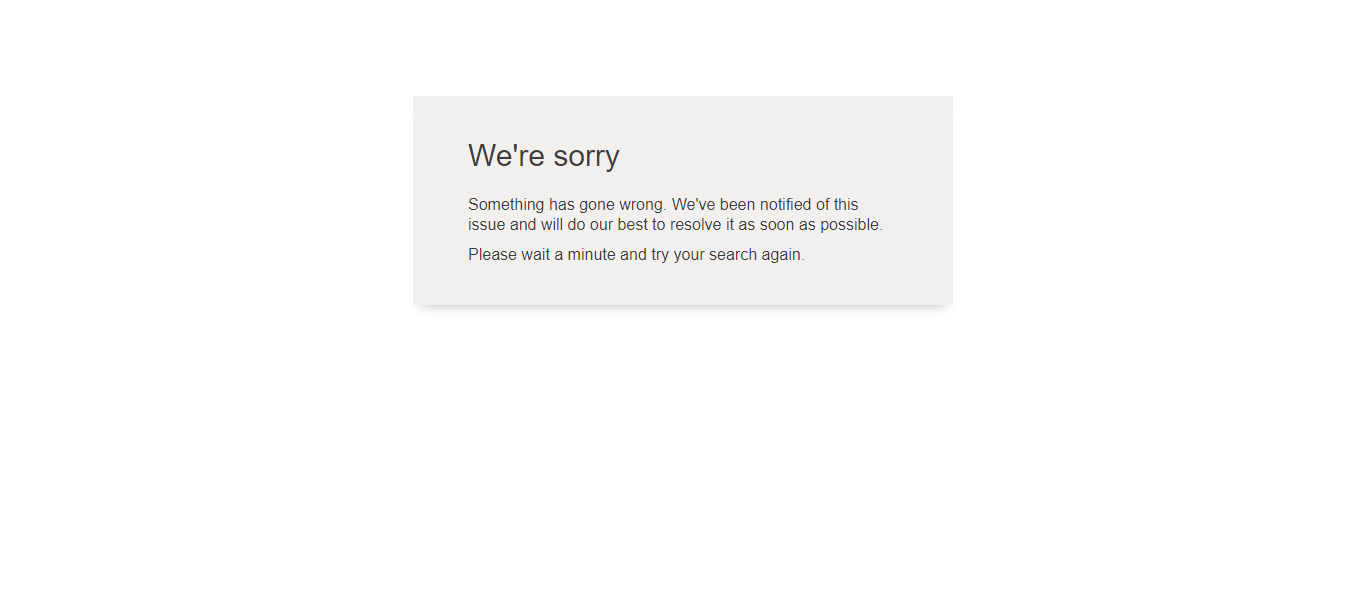 We're sorry
Something has gone wrong. We've been notified of this
issue and will do our best to resolve it as soon as possible.
Please wait a minute and try your search again.